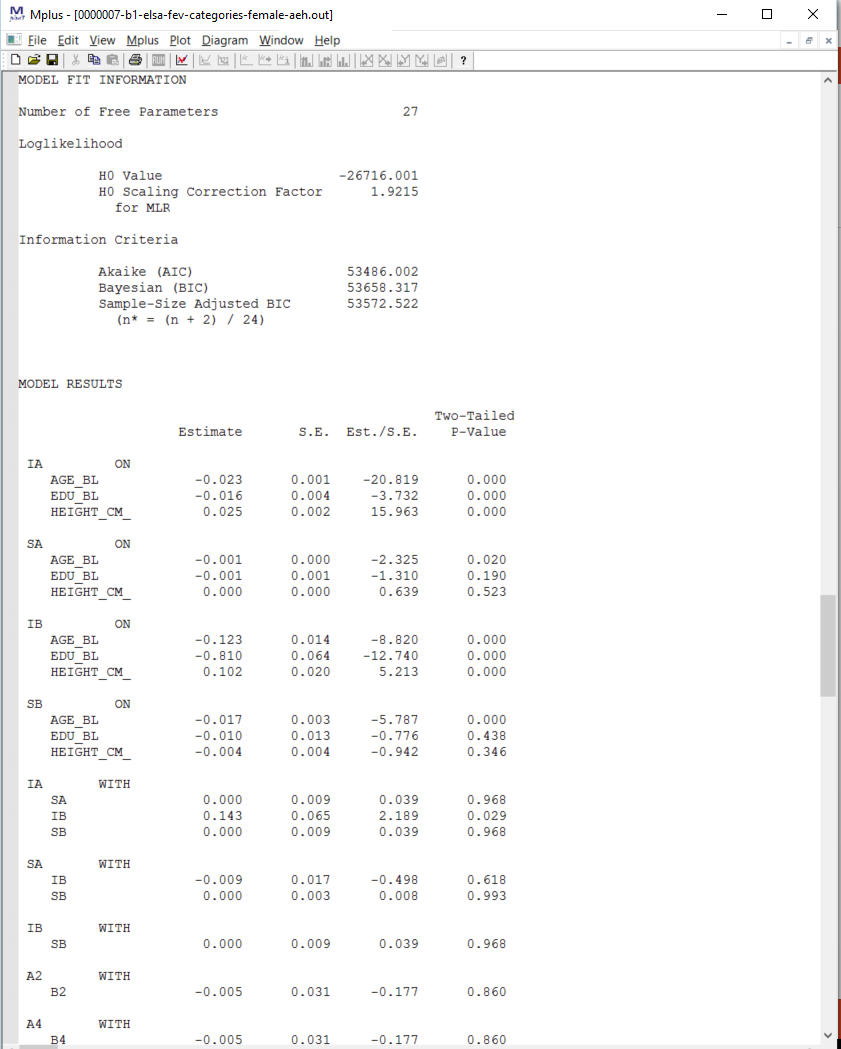 Mplus - [0000007-b1-elsa-fev-categories-female-aeh.out]
File Edit View Mplus Plot Diagram Window Help
MODEL FIT INFORMATION
Number of Free Parameters 27
Loglikelihood
H0 Value -26716.001
H0 Scaling Correction Factor 1.9215
for MLR
Information Criteria
Akaike (AIC) 53486.002
Bayesian (BIC) 53658.317
Sample-Size Adjusted BIC 53572.522
(n* = (n + 2) / 24)
MODEL RESULTS
Two-Tailed
Estimate S.E. Est./S.E. P-Value
IA ON
AGE_BL -0.023 0.001 -20.819 0.000
EDU_BL -0.016 0.004 -3.732 0.000
HEIGHT_CM_ 0.025 0.002 15.963 0.000
SA ON
AGE_BL -0.001 0.000 -2.325 0.020
EDU_BL -0.001 0.001 -1.310 0.190
HEIGHT_CM_ 0.000 0.000 0.639 0.523
IB ON
AGE_BL -0.123 0.014 -8.820 0.000
EDU_BL -0.810 0.064 -12.740 0.000
HEIGHT_CM_ 0.102 0.020 5.213 0.000
SB ON
AGE_BL -0.017 0.003 -5.787 0.000
EDU_BL -0.010 0.013 -0.776 0.438
HEIGHT_CM_ -0.004 0.004 -0.942 0.346
IA WITH
SA 0.000 0.009 0.039 0.968
IB 0.143 0.065 2.189 0.029
SB 0.000 0.009 0.039 0.968
SA WITH
IB -0.009 0.017 -0.498 0.618
SB 0.000 0.003 0.008 0.993
IB WITH
SB 0.000 0.009 0.039 0.968
A2 WITH
B2 -0.005 0.031 -0.177 0.860
A4 WITH
B4 -0.005 0.031 -0.177 0.860